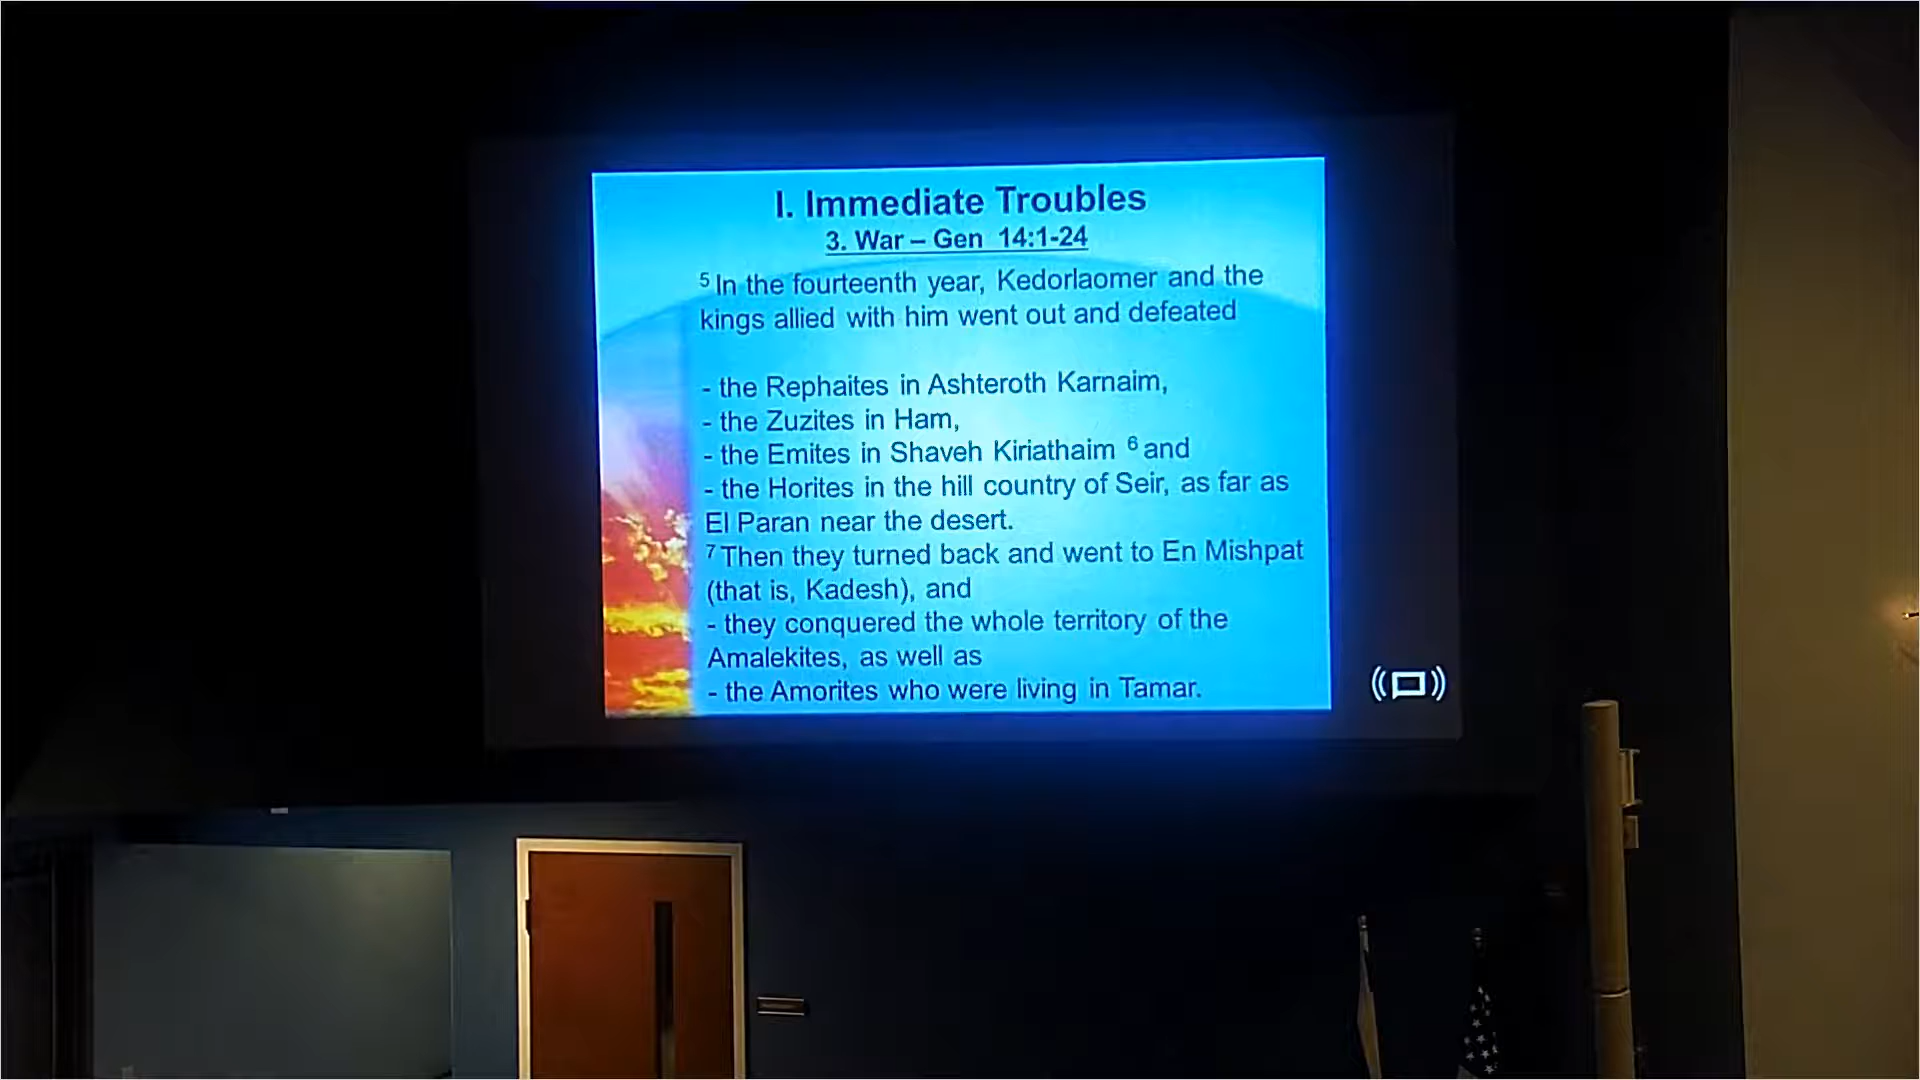 I. Immediate Troubles
3. War – Gen 14:1-24
5 In the fourteenth year, Kedorlaomer and the
kings allied with him went out and defeated
- the Rephaites in Ashteroth Karnaim,
- the Zuzites in Ham,
- the Emites in Shaveh Kiriathaim 6 and
- the Horites in the hill country of Seir, as far as
El Paran near the desert.
7 Then they turned back and went to En Mishpat
(that is, Kadesh), and
- they conquered the whole territory of the
Amalekites, as well as
- the Amorites who were living in Tamar.